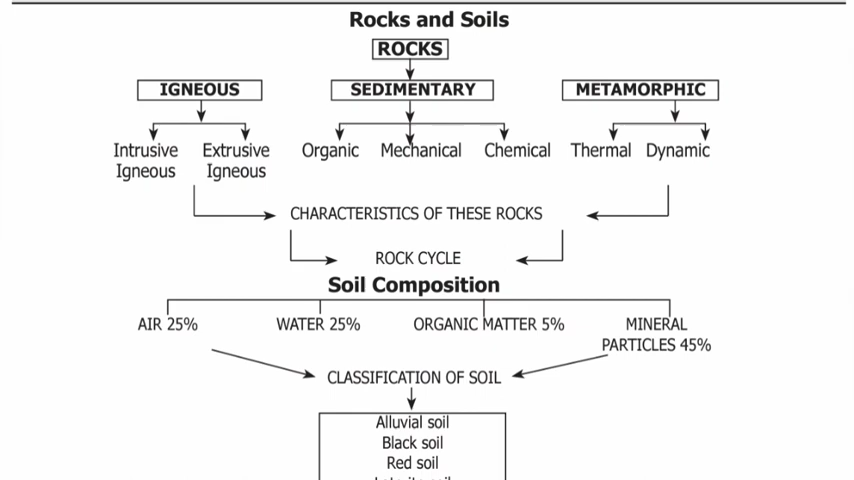 Rocks and Soils
ROCKS
IGNEOUS SEDIMENTARY METAMORPHIC
Intrusive Extrusive Organic Mechanical Chemical Thermal Dynamic
Igneous Igneous
CHARACTERISTICS OF THESE ROCKS
ROCK CYCLE
Soil Composition
AIR 25% WATER 25% ORGANIC MATTER 5% MINERAL
PARTICLES 45%
CLASSIFICATION OF SOIL
Alluvial soil
Black soil
Red soil